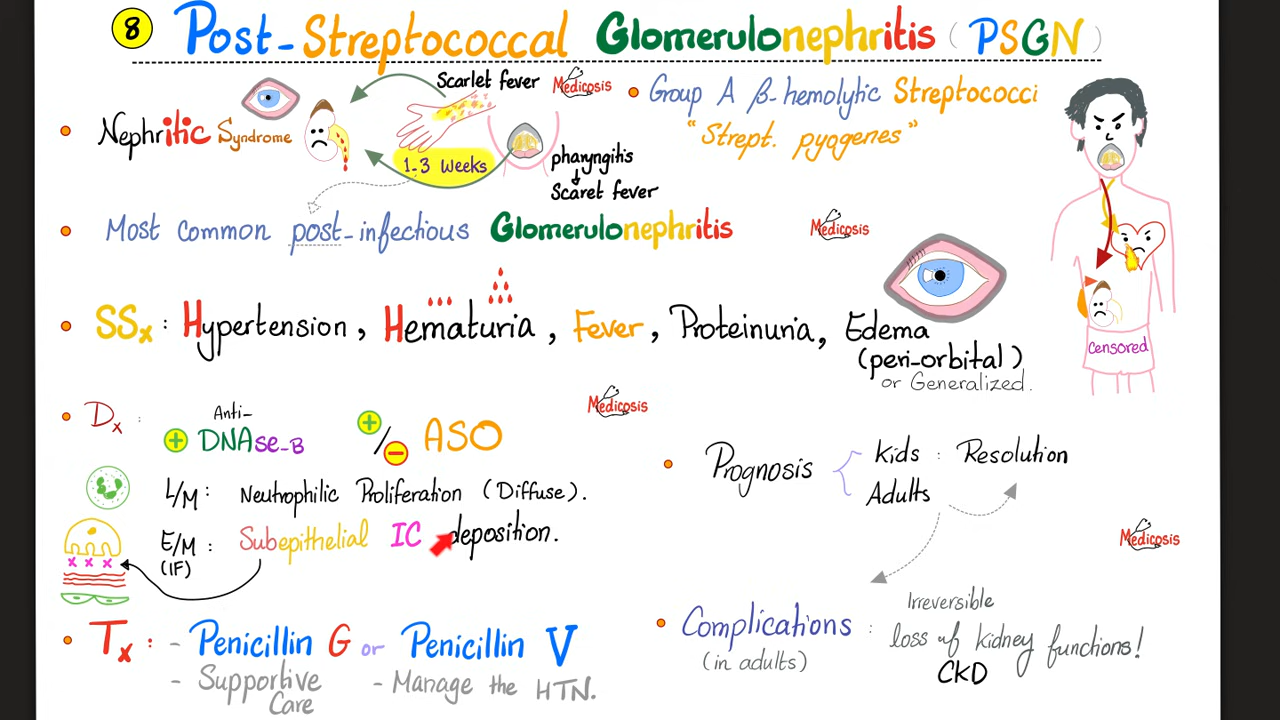 8 Post-Streptococcal Glomerulonephritis (PSGN)
Scarlet fever Medicosis
• Group A β-hemolytic Streptococci
"Strept. pyogenes"
• Nephritic Syndrome
1-3 weeks
pharyngitis
Scaret fever
• Most Common post-infectious Glomerulonephritis
Medicosis
• SSx : Hypertension, Hematuria, Fever, Proteinuria, Edema
(peri-orbital)
or Generalized.
Censored
• Dx :
Anti-
+ DNAse-B
+/- ASO
Medicosis
L/M : Neutrophilic Proliferation (Diffuse).
E/M : Subepithelial IC deposition.
(IF)
x x x
• Prognosis
Kids : Resolution
Adults
Medicosis
• Tx : - Penicillin G or Penicillin V
- Supportive Care
- Manage the HTN.
• Complications :
(in adults)
Irreversible
loss of kidney functions!
CKD